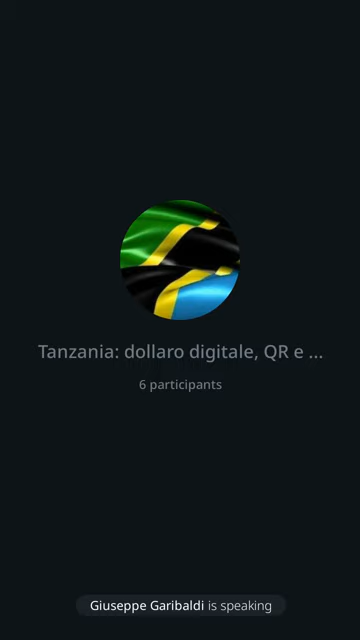 Tanzania: dollaro digitale, QR e ...
6 participants
Giuseppe Garibaldi is speaking